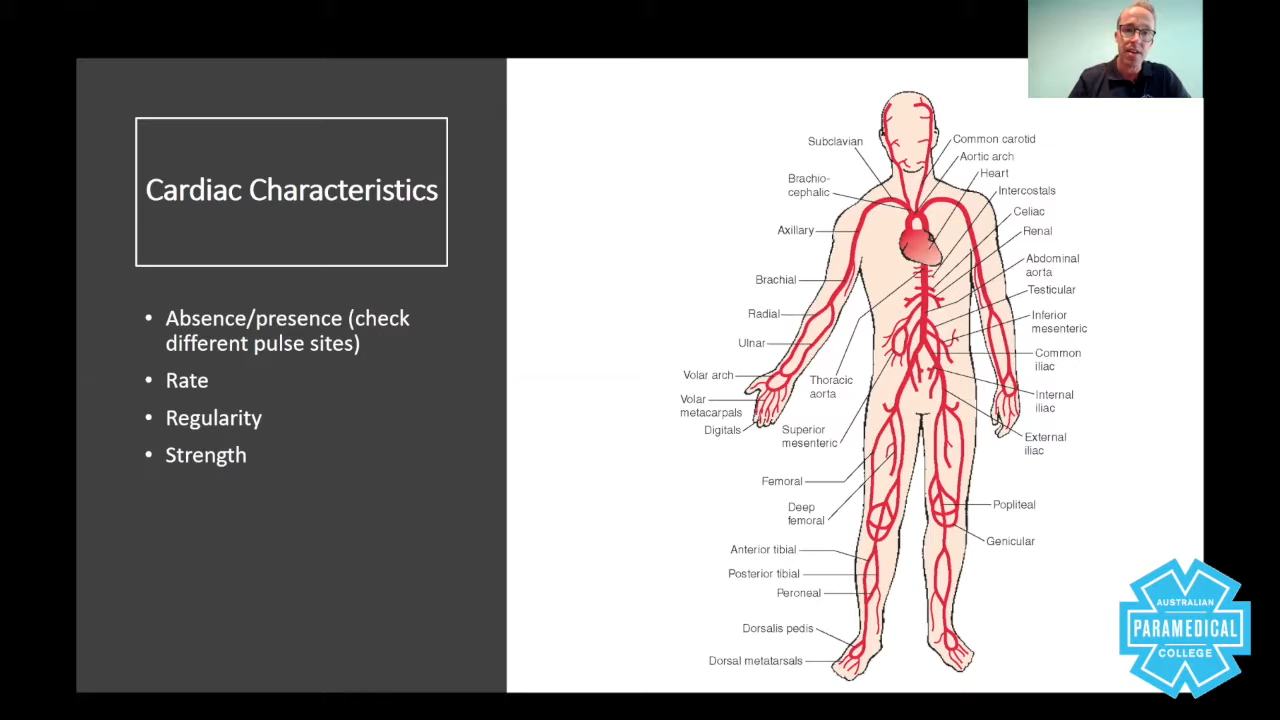 Cardiac Characteristics
• Absence/presence (check
different pulse sites)
• Rate
• Regularity
• Strength
Subclavian
Brachio-
cephalic
Axillary
Brachial
Radial
Ulnar
Volar arch
Volar
metacarpals
Digitals
Thoracic
aorta
Superior
mesenteric
Femoral
Deep
femoral
Anterior tibial
Posterior tibial
Peroneal
Dorsalis pedis
Dorsal metatarsals
Common carotid
Aortic arch
Heart
Intercostals
Celiac
Renal
Abdominal
aorta
Testicular
Inferior
mesenteric
Common
iliac
Internal
iliac
External
iliac
Popliteal
Genicular
AUSTRALIAN
PARAMEDICAL
COLLEGE